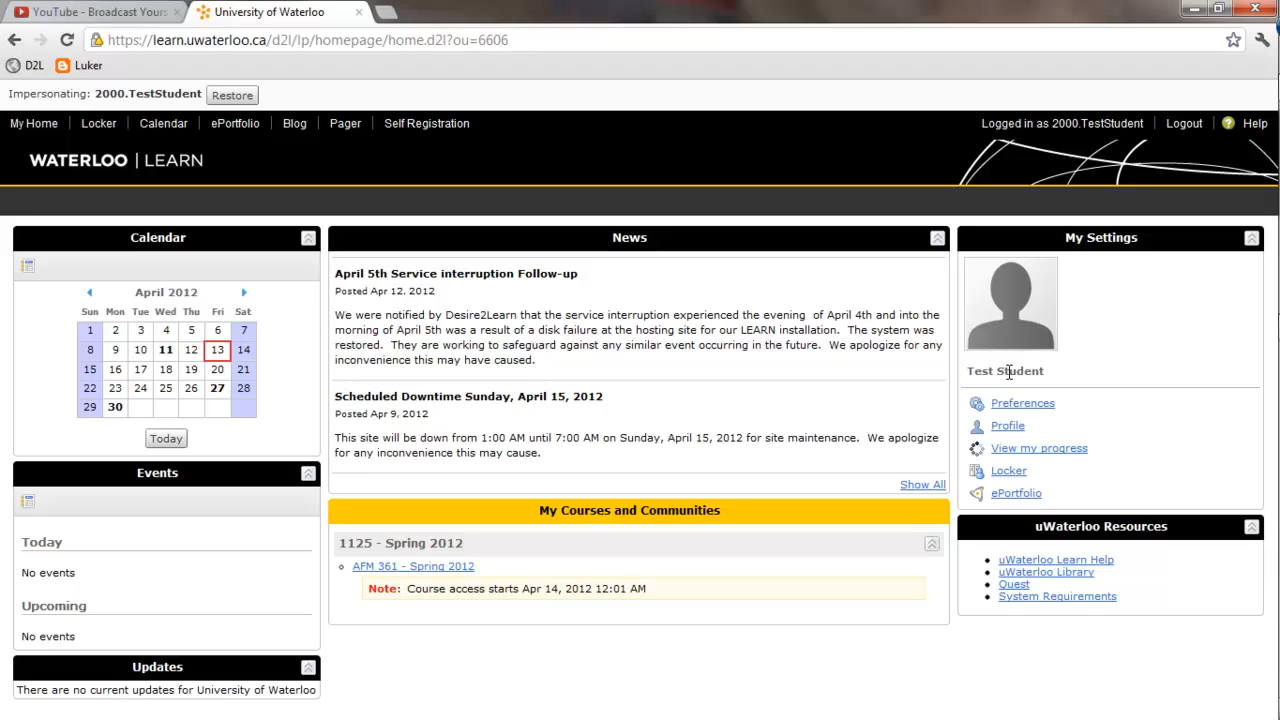 YouTube - Broadcast Yours
University of Waterloo
https://learn.uwaterloo.ca/d2l/lp/homepage/home.d2l?ou=6606
D2L
Luker
Impersonating: 2000.TestStudent Restore
My Home Locker Calendar ePortfolio Blog Pager Self Registration Logged in as 2000.TestStudent Logout Help
WATERLOO | LEARN
Calendar
April 2012
Sun Mon Tue Wed Thu Fri Sat
1 2 3 4 5 6 7
8 9 10 11 12 13 14
15 16 17 18 19 20 21
22 23 24 25 26 27 28
29 30
Today
Events
Today
No events
Upcoming
No events
Updates
There are no current updates for University of Waterloo
News
April 5th Service interruption Follow-up
Posted Apr 12, 2012
We were notified by Desire2Learn that the service interruption experienced the evening of April 4th and into the
morning of April 5th was a result of a disk failure at the hosting site for our LEARN installation. The system was
restored. They are working to safeguard against any similar event occurring in the future. We apologize for any
inconvenience this may have caused.
Scheduled Downtime Sunday, April 15, 2012
Posted Apr 9, 2012
This site will be down from 1:00 AM until 7:00 AM on Sunday, April 15, 2012 for site maintenance. We apologize
for any inconvenience this may cause.
Show All
My Courses and Communities
1125 - Spring 2012
AFM 361 - Spring 2012
Note: Course access starts Apr 14, 2012 12:01 AM
My Settings
Test Student
Preferences
Profile
View my progress
Locker
ePortfolio
uWaterloo Resources
uWaterloo Learn Help
uWaterloo Library
Quest
System Requirements